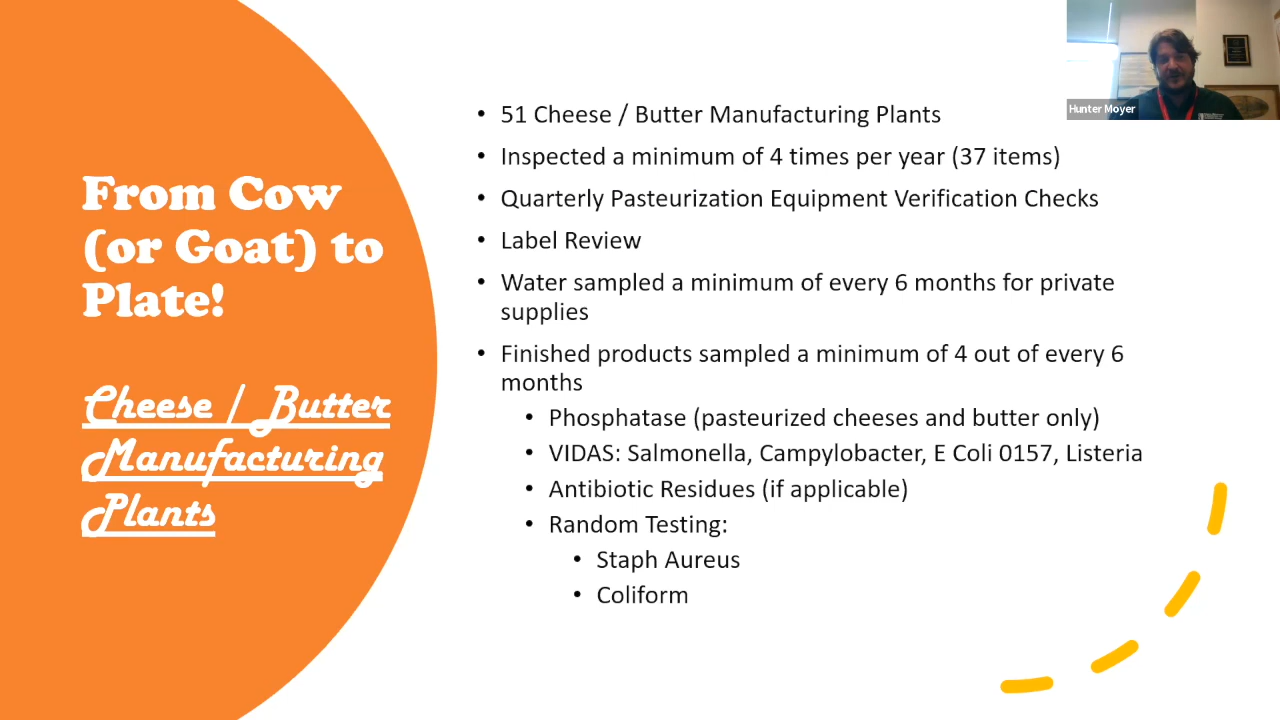 From Cow
(or Goat) to
Plate!
Cheese / Butter
Manufacturing
Plants
• 51 Cheese / Butter Manufacturing Plants
• Inspected a minimum of 4 times per year (37 items)
• Quarterly Pasteurization Equipment Verification Checks
• Label Review
• Water sampled a minimum of every 6 months for private
supplies
• Finished products sampled a minimum of 4 out of every 6
months
• Phosphatase (pasteurized cheeses and butter only)
• VIDAS: Salmonella, Campylobacter, E Coli 0157, Listeria
• Antibiotic Residues (if applicable)
• Random Testing:
• Staph Aureus
• Coliform
Hunter Moyer